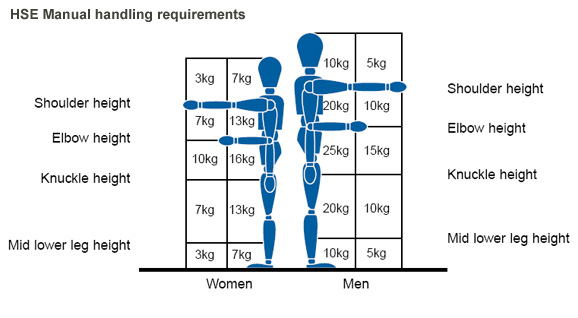 HSE Manual handling requirements
10kg 5kg
3kg 7kg
Shoulder height
Shoulder height
20kg 10kg
7kg 13kg
Elbow height
Elbow height
25kg 15kg
10kg 16kg
Knuckle height
Knuckle height
7kg 13kg
20kg 10kg
Mid lower leg height
Mid lower leg height
3kg 7kg
10kg 5kg
Women
Men